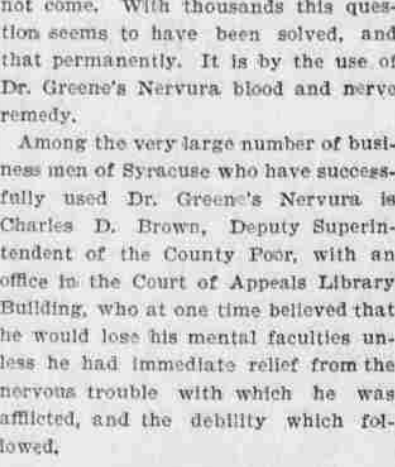 not come. With thousands this ques-
tion seems to have been solved, and
that permanently. It is by the use of
Dr. Greene's Nervura blood and nerve
remedy.
Among the very large number of busi-
ness men of Syracuse who have success-
fully used Dr. Greene's Nervura is
Charles D. Brown, Deputy Superin-
tendent of the County Poor, with an
office in the Court of Appeals Library
Building, who at one time believed that
he would lose his mental faculties un-
less he had immediate relief from the
nervous trouble with which he was
afflicted, and the debility which fol-
lowed.